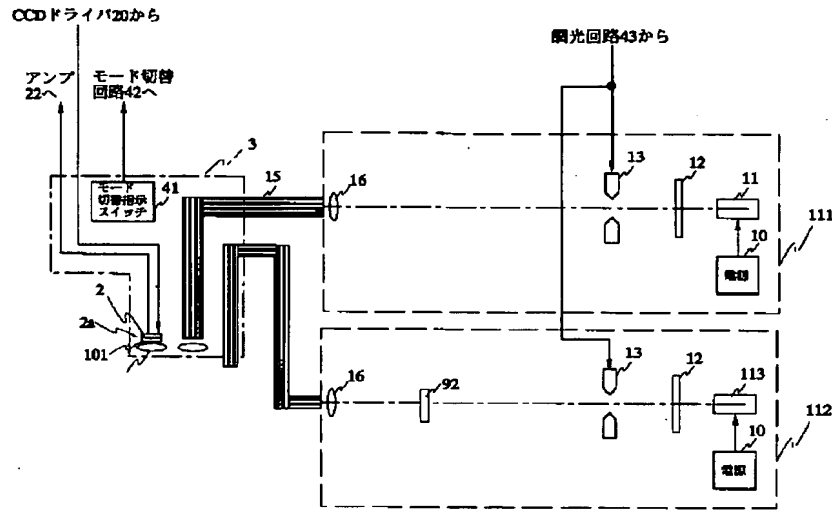 CCDドライバ20から
アンプ
22へ
モード切替
回路42へ
調光回路43から
3
モード
切替指示
スイッチ
41
15
16
13
12
11
10
電源
111
2
2a
101
16
92
13
12
113
10
電源
112